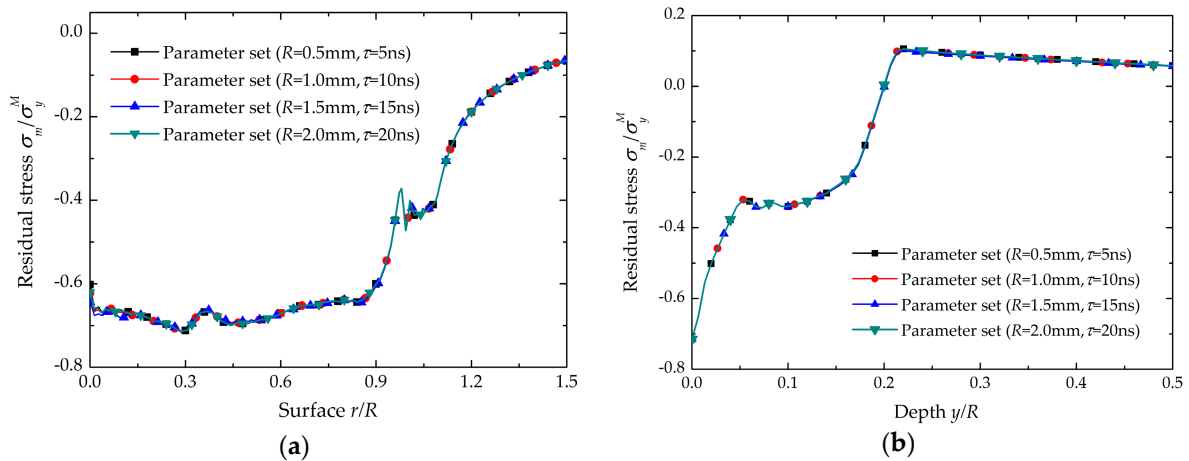 0.0
-0.2
-0.4
-0.6
-0.8
Residual stress σ_m/σ_y^M
Parameter set (R=0.5mm, τ=5ns)
Parameter set (R=1.0mm, τ=10ns)
Parameter set (R=1.5mm, τ=15ns)
Parameter set (R=2.0mm, τ=20ns)
0.0 0.3 0.6 0.9 1.2 1.5
Surface r/R
(a)
0.2
0.0
-0.2
-0.4
-0.6
-0.8
Residual stress σ_m/σ_y^M
Parameter set (R=0.5mm, τ=5ns)
Parameter set (R=1.0mm, τ=10ns)
Parameter set (R=1.5mm, τ=15ns)
Parameter set (R=2.0mm, τ=20ns)
0.0 0.1 0.2 0.3 0.4 0.5
Depth y/R
(b)